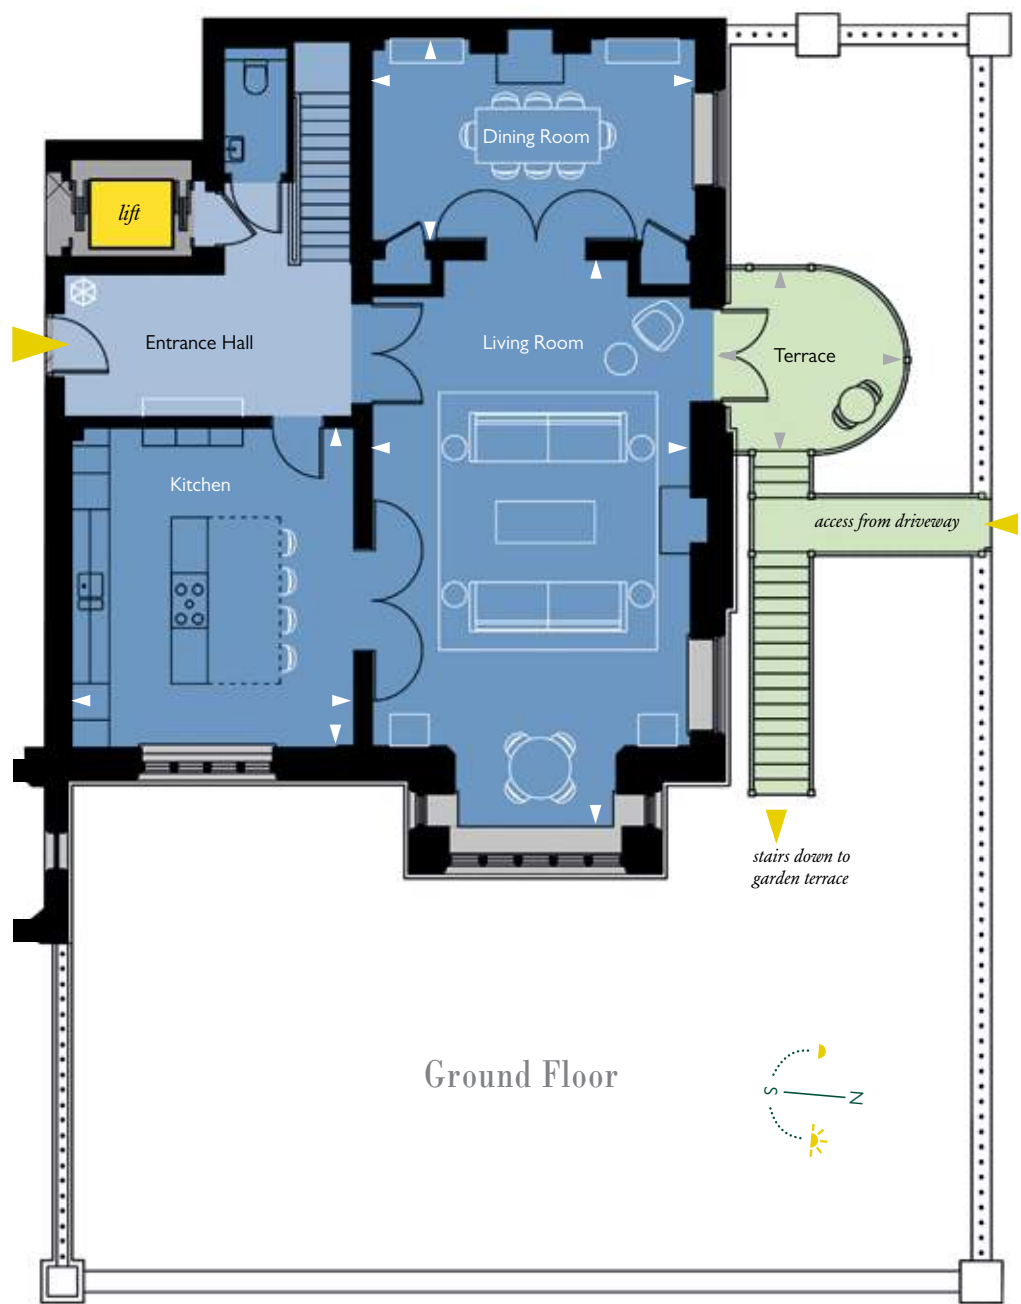 Dining Room
lift
Entrance Hall
Living Room
Terrace
Kitchen
access from driveway
stairs down to
garden terrace
Ground Floor
S
N